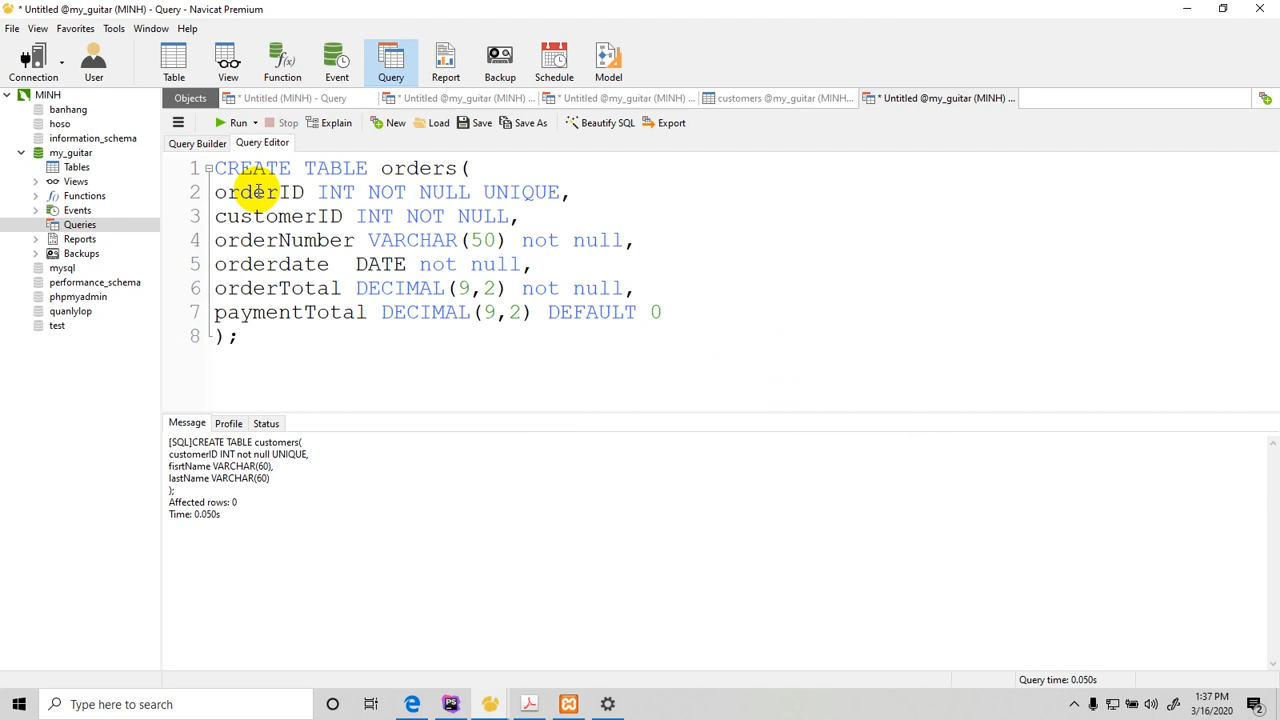 * Untitled @my_guitar (MINH) - Query - Navicat Premium
File View Favorites Tools Window Help
Connection User Table View Function Event Query Report Backup Schedule Model
MINH
banhang
hoso
information_schema
my_guitar
Tables
Views
Functions
Events
Queries
Reports
Backups
mysql
performance_schema
phpmyadmin
quanlylop
test
Objects * Untitled (MINH) - Query * Untitled @my_guitar (MINH) ... * Untitled @my_guitar (MINH) ... customers @my_guitar (MINH... * Untitled @my_guitar (MINH) ...
Run Stop Explain New Load Save Save As Beautify SQL Export
Query Builder Query Editor
1 CREATE TABLE orders(
2 orderID INT NOT NULL UNIQUE,
3 customerID INT NOT NULL,
4 orderNumber VARCHAR(50) not null,
5 orderdate DATE not null,
6 orderTotal DECIMAL(9,2) not null,
7 paymentTotal DECIMAL(9,2) DEFAULT 0
8 );
Message Profile Status
[SQL]CREATE TABLE customers(
customerID INT not null UNIQUE,
fisrtName VARCHAR(60),
lastName VARCHAR(60)
);
Affected rows: 0
Time: 0.050s
Query time: 0.050s
Type here to search
PS
1:37 PM
3/16/2020
2